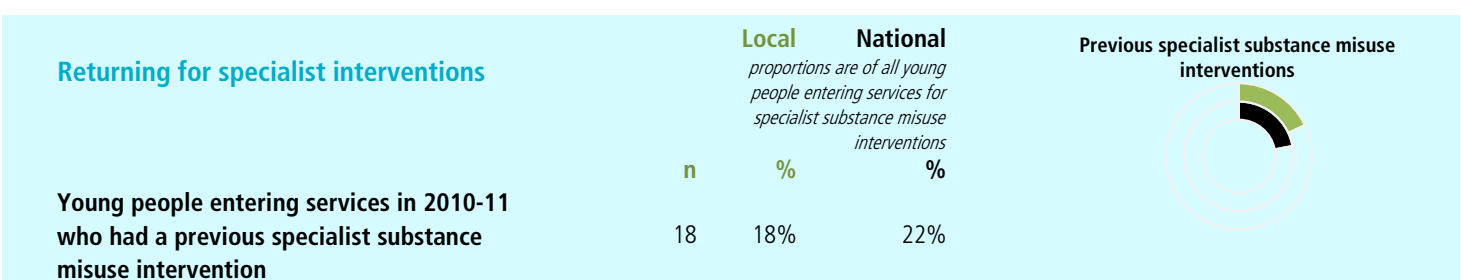 Local National
Returning for specialist interventions
proportions are of all young
people entering services for
specialist substance misuse
interventions
n % %
Young people entering services in 2010-11
who had a previous specialist substance
misuse intervention
18 18% 22%
Previous specialist substance misuse
interventions